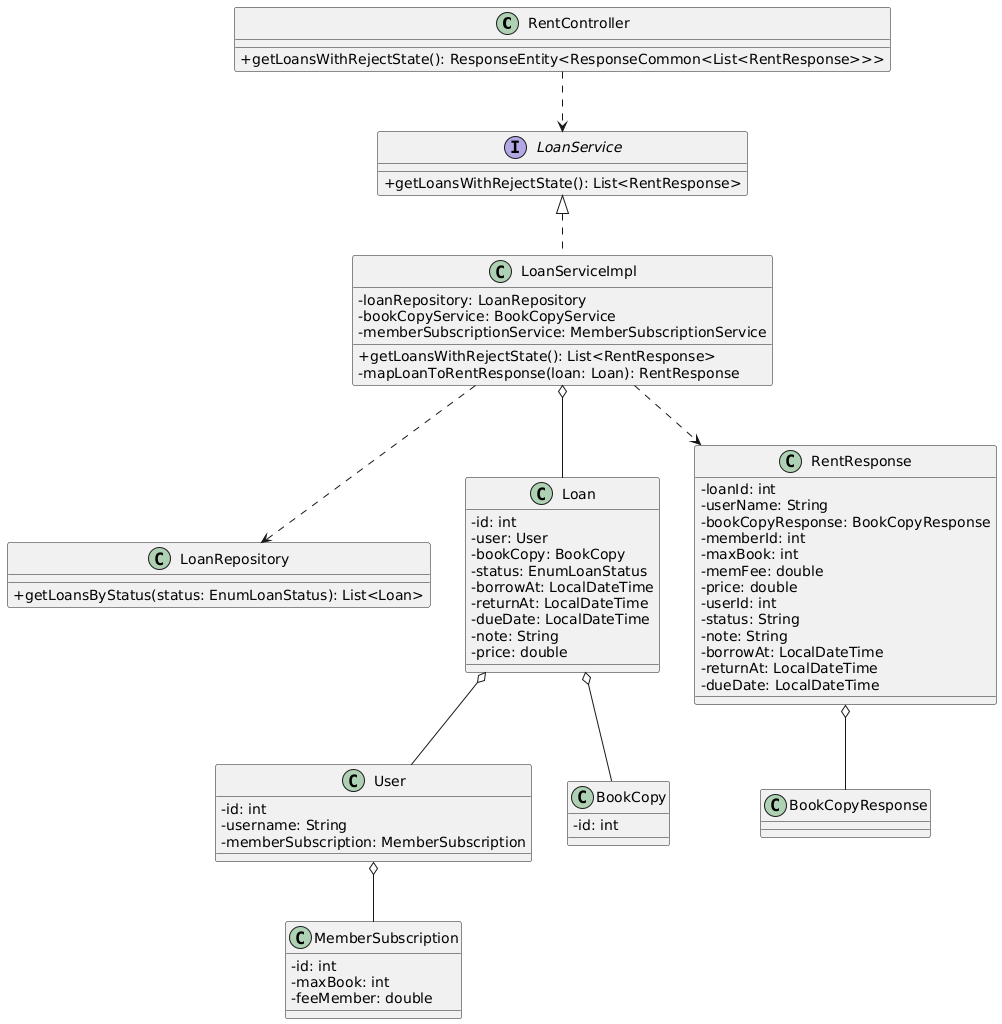 C RentController
+getLoansWithRejectState(): ResponseEntity<ResponseCommon<List<RentResponse>>>
I LoanService
+getLoansWithRejectState(): List<RentResponse>
C LoanServiceImpl
-loanRepository: LoanRepository
-bookCopyService: BookCopyService
-memberSubscriptionService: MemberSubscriptionService
+getLoansWithRejectState(): List<RentResponse>
-mapLoanToRentResponse(loan: Loan): RentResponse
C LoanRepository
+getLoansByStatus(status: EnumLoanStatus): List<Loan>
C Loan
-id: int
-user: User
-bookCopy: BookCopy
-status: EnumLoanStatus
-borrowAt: LocalDateTime
-returnAt: LocalDateTime
-dueDate: LocalDateTime
-note: String
-price: double
C RentResponse
-loanId: int
-userName: String
-bookCopyResponse: BookCopyResponse
-memberId: int
-maxBook: int
-memFee: double
-price: double
-userId: int
-status: String
-note: String
-borrowAt: LocalDateTime
-returnAt: LocalDateTime
-dueDate: LocalDateTime
C User
-id: int
-username: String
-memberSubscription: MemberSubscription
C BookCopy
-id: int
C BookCopyResponse
C MemberSubscription
-id: int
-maxBook: int
-feeMember: double